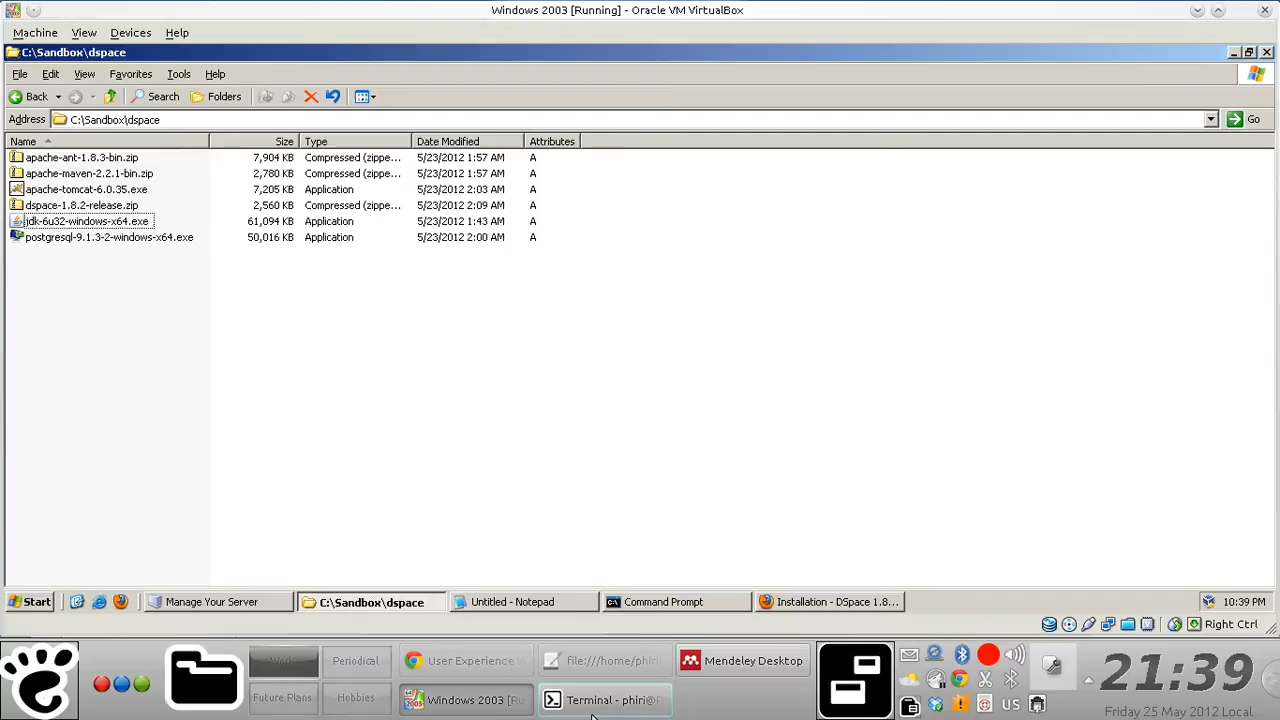 Windows 2003 [Running] - Oracle VM VirtualBox
Machine View Devices Help
C:\Sandbox\dspace
File Edit View Favorites Tools Help
Back Search Folders
Address C:\Sandbox\dspace Go
Name Size Type Date Modified Attributes
apache-ant-1.8.3-bin.zip 7,904 KB Compressed (zippe... 5/23/2012 1:57 AM A
apache-maven-2.2.1-bin.zip 2,780 KB Compressed (zippe... 5/23/2012 1:57 AM A
apache-tomcat-6.0.35.exe 7,205 KB Application 5/23/2012 2:03 AM A
dspace-1.8.2-release.zip 2,560 KB Compressed (zippe... 5/23/2012 2:09 AM A
jdk-6u32-windows-x64.exe 61,094 KB Application 5/23/2012 1:43 AM A
postgresql-9.1.3-2-windows-x64.exe 50,016 KB Application 5/23/2012 2:00 AM A
Start Manage Your Server C:\Sandbox\dspace Untitled - Notepad Command Prompt Installation - DSpace 1.8... 10:39 PM
Right Ctrl
Work Periodical User Experience file:///home/phiri Mendeley Desktop
Future Plans Hobbies Windows 2003 [Ru Terminal - phiri@ US 21:39
Friday 25 May 2012 Local